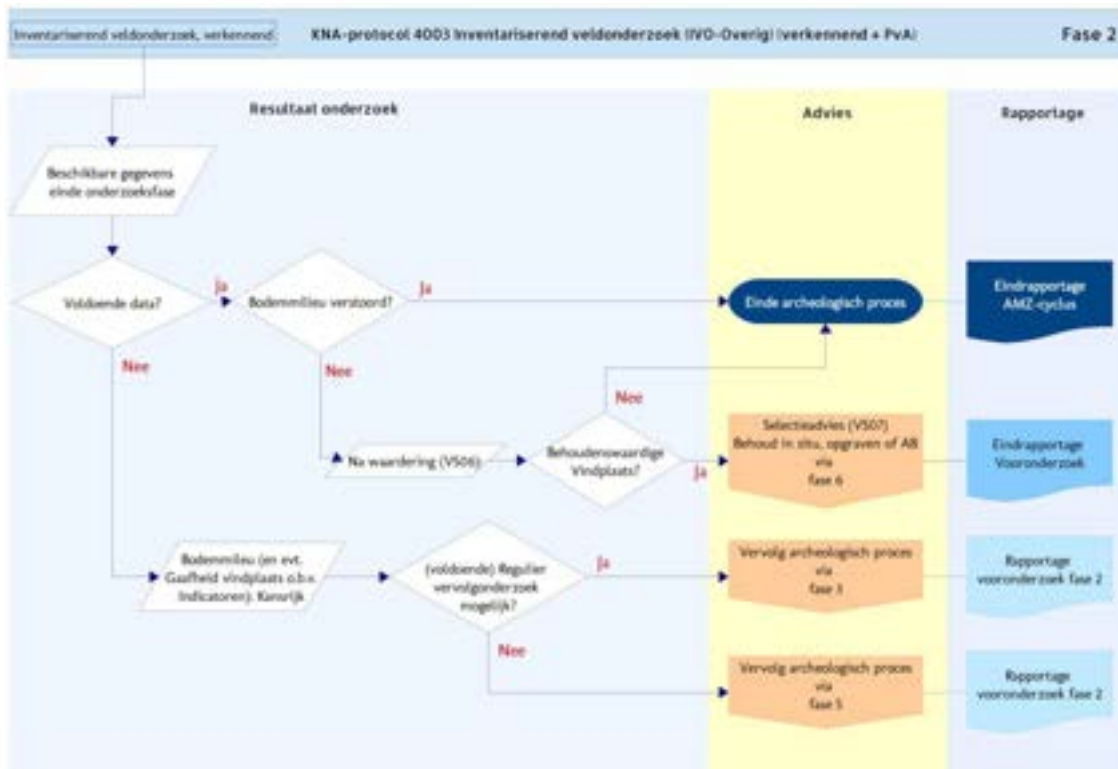 Inventariserend veldonderzoek, verkennend
KNA-protocol 4003 Inventariserend veldonderzoek (IVO-Overig) (verkennend + PvA)
Fase 2
Resultaat onderzoek
Advies
Rapportage
Beschikbare gegevens
einde onderzoeksfase
Voldoende data?
Ja
Bodemmilieu verstoord?
Ja
Einde archeologisch proces
Eindrapportage
AMZ-cyclus
Nee
Nee
Nee
Na waardering (VS06)
Behoudenswaardige
Vindplaats?
Ja
Selectieadvies (VS07)
Behoud in situ, opgraven of AB
via
fase 6
Eindrapportage
Vooronderzoek
Bodemmilieu (en evt.
Gaafheid vindplaats o.b.v.
Indicatoren): Kansrijk
(voldoende) Regulier
vervolgonderzoek
mogelijk?
Ja
Vervolg archeologisch proces
via
fase 3
Rapportage
vooronderzoek fase 2
Nee
Vervolg archeologisch proces
via
fase 5
Rapportage
vooronderzoek fase 2